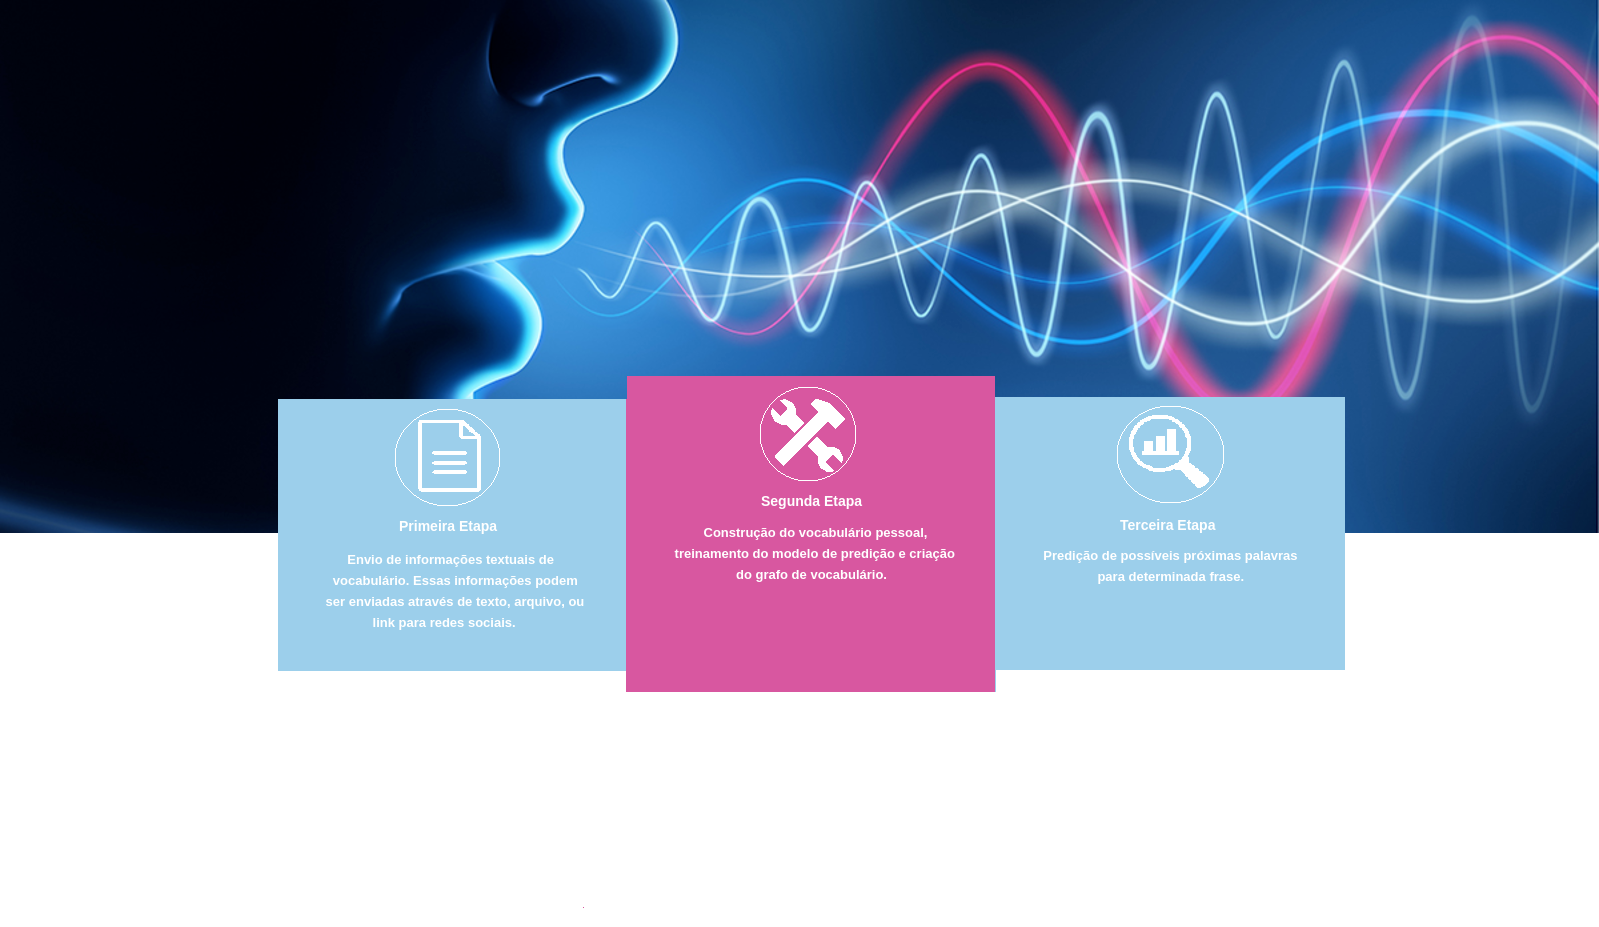 Primeira Etapa
Envio de informações textuais de
vocabulário. Essas informações podem
ser enviadas através de texto, arquivo, ou
link para redes sociais.
Segunda Etapa
Construção do vocabulário pessoal,
treinamento do modelo de predição e criação
do grafo de vocabulário.
Terceira Etapa
Predição de possíveis próximas palavras
para determinada frase.